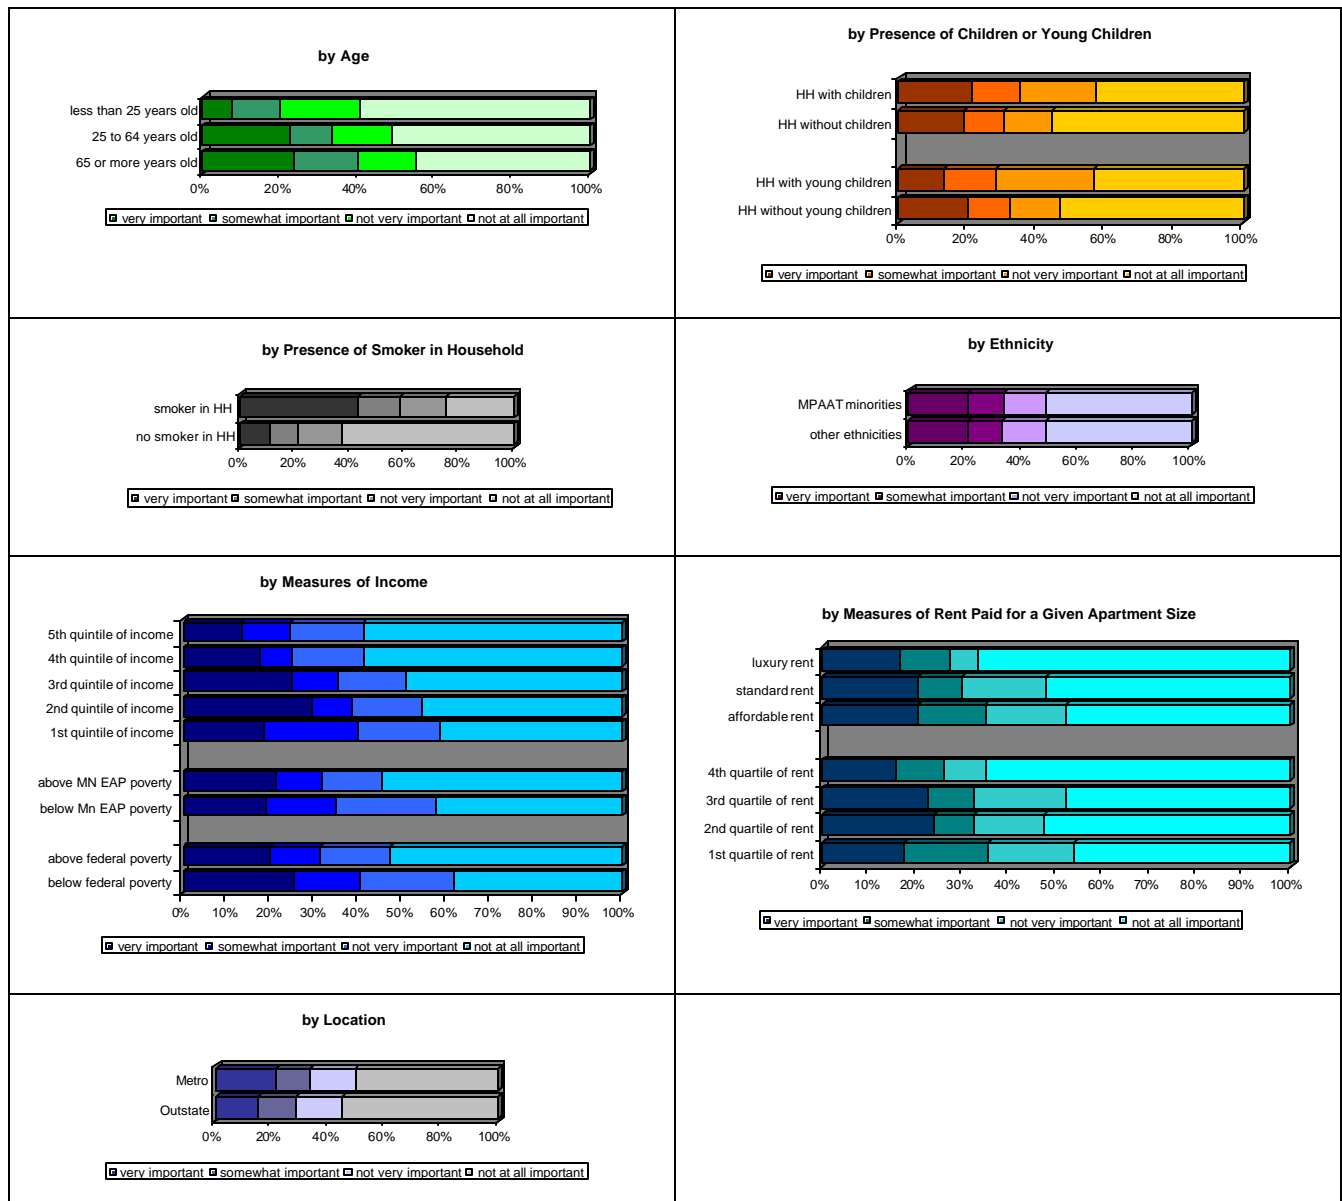 by Age
less than 25 years old
25 to 64 years old
65 or more years old
0% 20% 40% 60% 80% 100%
very important somewhat important not very important not at all important
by Presence of Children or Young Children
HH with children
HH without children
HH with young children
HH without young children
0% 20% 40% 60% 80% 100%
very important somewhat important not very important not at all important
by Presence of Smoker in Household
smoker in HH
no smoker in HH
0% 20% 40% 60% 80% 100%
very important somewhat important not very important not at all important
by Ethnicity
MPAAT minorities
other ethnicities
0% 20% 40% 60% 80% 100%
very important somewhat important not very important not at all important
by Measures of Income
5th quintile of income
4th quintile of income
3rd quintile of income
2nd quintile of income
1st quintile of income
above MN EAP poverty
below Mn EAP poverty
above federal poverty
below federal poverty
0% 10% 20% 30% 40% 50% 60% 70% 80% 90% 100%
very important somewhat important not very important not at all important
by Measures of Rent Paid for a Given Apartment Size
luxury rent
standard rent
affordable rent
4th quartile of rent
3rd quartile of rent
2nd quartile of rent
1st quartile of rent
0% 10% 20% 30% 40% 50% 60% 70% 80% 90% 100%
very important somewhat important not very important not at all important
by Location
Metro
Outstate
0% 20% 40% 60% 80% 100%
very important somewhat important not very important not at all important